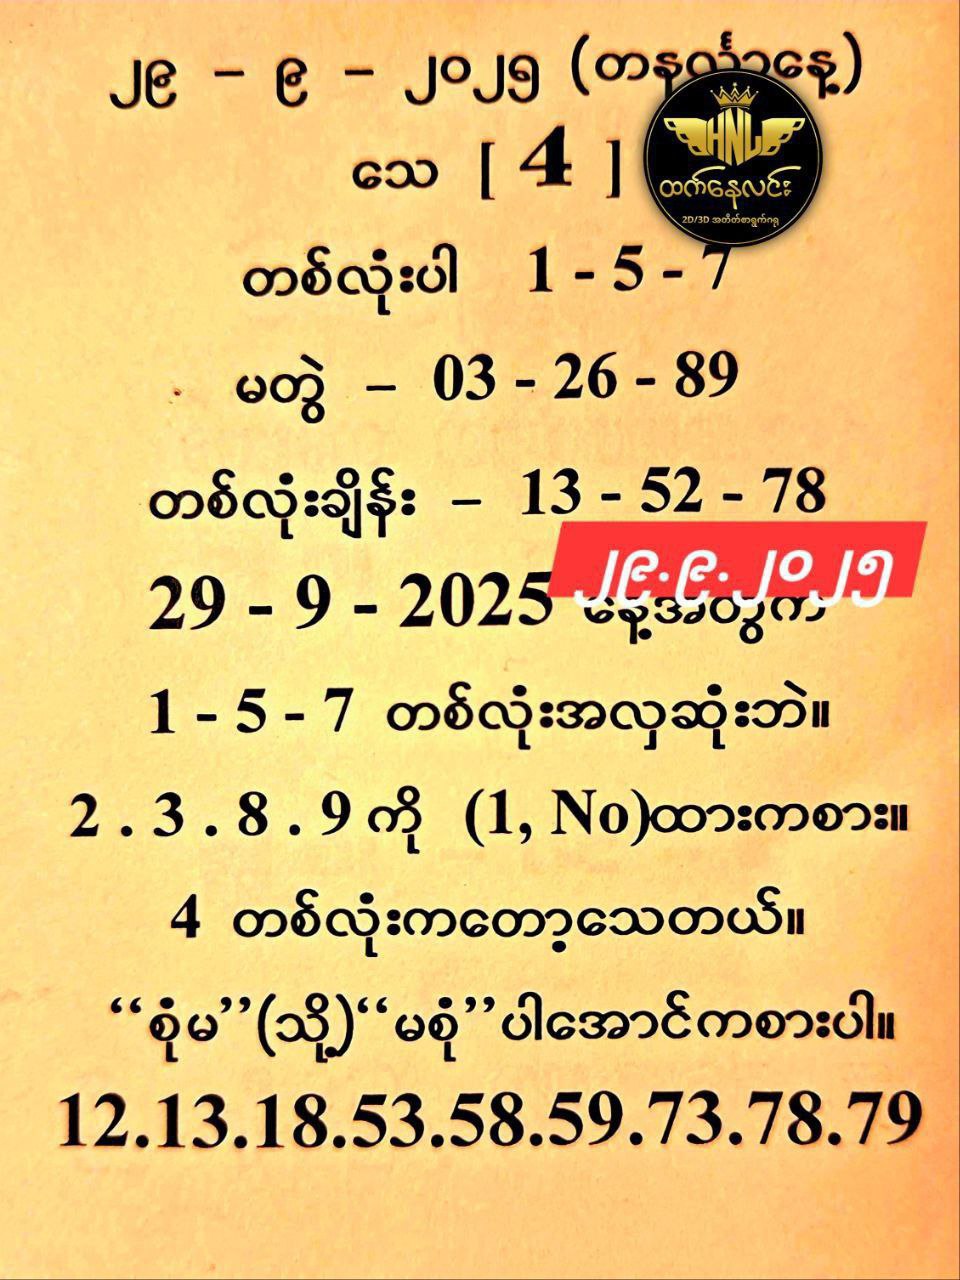 ၂၉ - ၉ - ၂၀၂၅ (တနင်္လာနေ့)
HNL
ထက်နေလင်း
2D/3D အတိတ်စာရွက်ဂရု
သေ [ 4 ]
တစ်လုံးပါ 1 - 5 - 7
မတွဲ - 03 - 26 - 89
တစ်လုံးချိန်း - 13 - 52 - 78
၂၉.၉.၂၀၂၅
29 - 9 - 2025 နေ့အတွက်
1 - 5 - 7 တစ်လုံးအလှဆုံးဘဲ။
2 . 3 . 8 . 9 ကို (1, No)ထားကစား။
4 တစ်လုံးကတော့သေတယ်။
“စုံမ”(သို့)“မစုံ”ပါအောင်ကစားပါ။
12.13.18.53.58.59.73.78.79